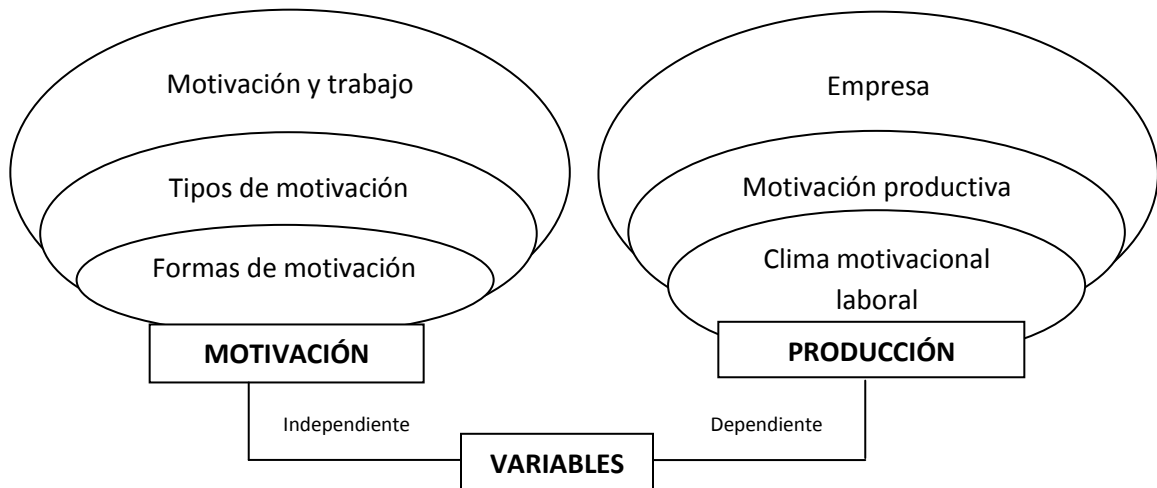 Motivación y trabajo
Tipos de motivación
Formas de motivación
MOTIVACIÓN
Empresa
Motivación productiva
Clima motivacional
laboral
PRODUCCIÓN
Independiente
Dependiente
VARIABLES